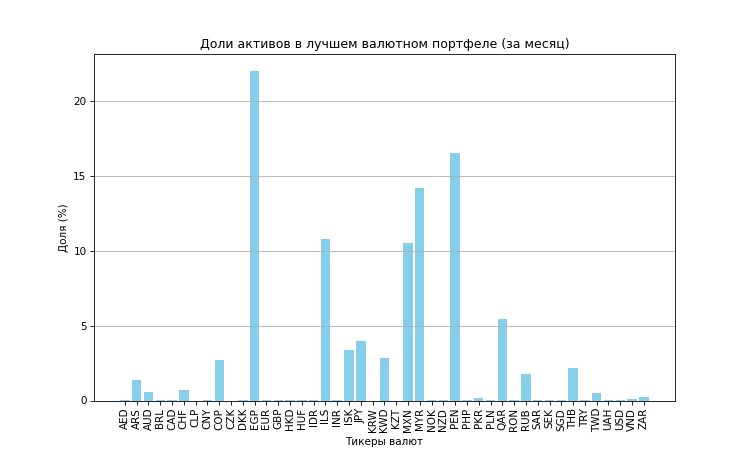 Доли активов в лучшем валютном портфеле (за месяц)
Доля (%)
20
15
10
5
0
AED ARS AUD BRL CAD CHF CLP CNY COP CZK DKK EGP EUR GBP HKD HUF IDR ILS INR ISK JPY KRW KWD KZT MXN MYR NOK NZD PEN PHP PKR PLN QAR RON RUB SAR SEK SGD THB TRY TWD UAH USD VND ZAR
Тикеры валют